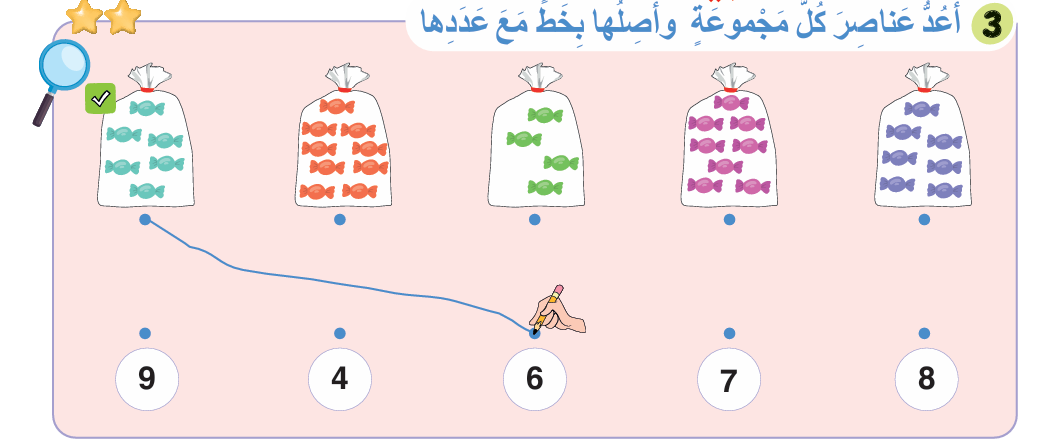 3 أَعُدُّ عَناصِرَ كُلِّ مَجْموعَةٍ وأَصِلُها بِخَطٍّ مَعَ عَدَدِها
9 4 6 7 8